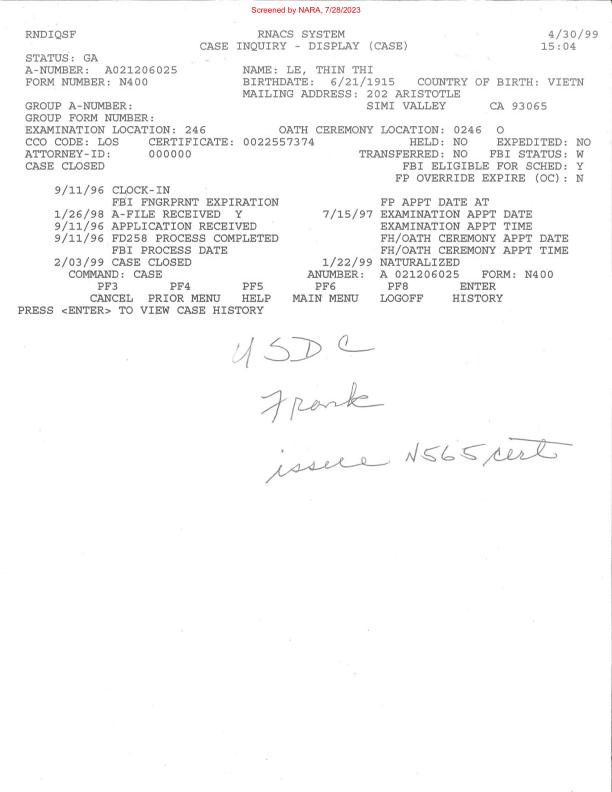 Screened by NARA, 7/28/2023
RNDIQSF RNACS SYSTEM 4/30/99
CASE INQUIRY - DISPLAY (CASE) 15:04
STATUS: GA
A-NUMBER: A021206025 NAME: LE, THIN THI
FORM NUMBER: N400 BIRTHDATE: 6/21/1915 COUNTRY OF BIRTH: VIETN
MAILING ADDRESS: 202 ARISTOTLE
GROUP A-NUMBER: SIMI VALLEY CA 93065
GROUP FORM NUMBER:
EXAMINATION LOCATION: 246 OATH CEREMONY LOCATION: 0246 O
CCO CODE: LOS CERTIFICATE: 0022557374 HELD: NO EXPEDITED: NO
ATTORNEY-ID: 000000 TRANSFERRED: NO FBI STATUS: W
CASE CLOSED FBI ELIGIBLE FOR SCHED: Y
FP OVERRIDE EXPIRE (OC): N
9/11/96 CLOCK-IN
FBI FNGRPRNT EXPIRATION FP APPT DATE AT
1/26/98 A-FILE RECEIVED Y 7/15/97 EXAMINATION APPT DATE
9/11/96 APPLICATION RECEIVED EXAMINATION APPT TIME
9/11/96 FD258 PROCESS COMPLETED FH/OATH CEREMONY APPT DATE
FBI PROCESS DATE FH/OATH CEREMONY APPT TIME
2/03/99 CASE CLOSED 1/22/99 NATURALIZED
COMMAND: CASE ANUMBER: A 021206025 FORM: N400
PF3 PF4 PF5 PF6 PF8 ENTER
CANCEL PRIOR MENU HELP MAIN MENU LOGOFF HISTORY
PRESS <ENTER> TO VIEW CASE HISTORY
USDC
Frank
issue N565 cert